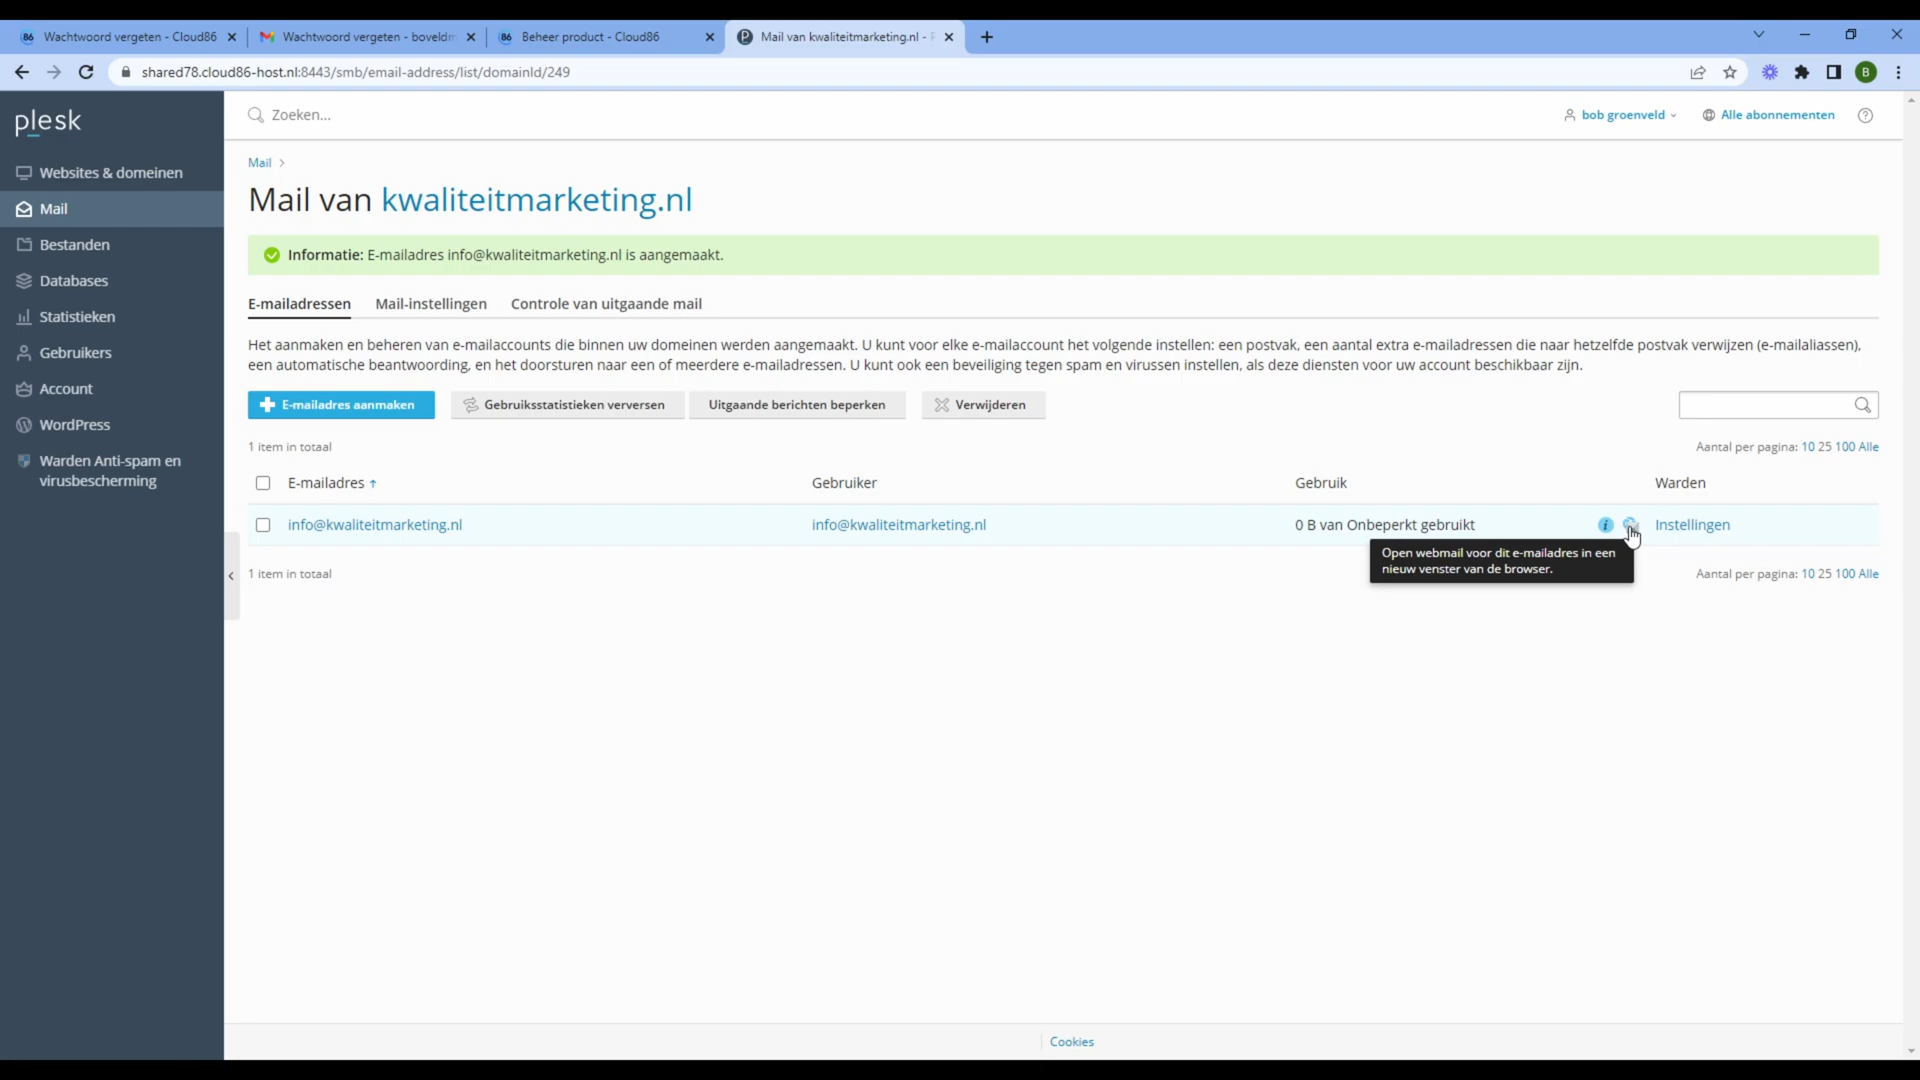 Wachtwoord vergeten - Cloud86
Wachtwoord vergeten - boveldm
Beheer product - Cloud86
Mail van kwaliteitmarketing.nl -
shared78.cloud86-host.nl:8443/smb/email-address/list/domainId/249
B
plesk
Zoeken...
bob groenveld
Alle abonnementen
Websites & domeinen
Mail
Bestanden
Databases
Statistieken
Gebruikers
Account
WordPress
Warden Anti-spam en
virusbescherming
Mail >
Mail van kwaliteitmarketing.nl
Informatie: E-mailadres info@kwaliteitmarketing.nl is aangemaakt.
E-mailadressen Mail-instellingen Controle van uitgaande mail
Het aanmaken en beheren van e-mailaccounts die binnen uw domeinen werden aangemaakt. U kunt voor elke e-mailaccount het volgende instellen: een postvak, een aantal extra e-mailadressen die naar hetzelfde postvak verwijzen (e-mailaliassen),
een automatische beantwoording, en het doorsturen naar een of meerdere e-mailadressen. U kunt ook een beveiliging tegen spam en virussen instellen, als deze diensten voor uw account beschikbaar zijn.
E-mailadres aanmaken Gebruiksstatistieken verversen Uitgaande berichten beperken Verwijderen
1 item in totaal Aantal per pagina: 10 25 100 Alle
E-mailadres ↑ Gebruiker Gebruik Warden
info@kwaliteitmarketing.nl info@kwaliteitmarketing.nl 0 B van Onbeperkt gebruikt Instellingen
Open webmail voor dit e-mailadres in een
nieuw venster van de browser.
1 item in totaal Aantal per pagina: 10 25 100 Alle
Cookies